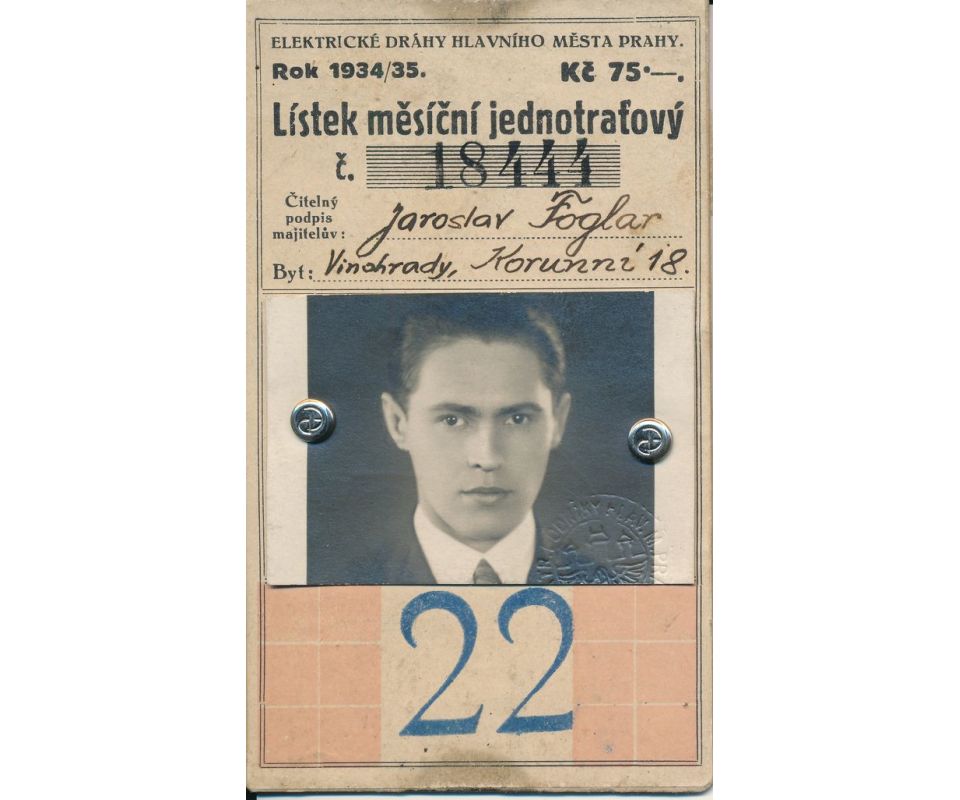 ELEKTRICKÉ DRÁHY HLAVNÍHO MĚSTA PRAHY.
Rok 1934/35. Kč 75·—.
Lístek měsíční jednotraťový
č. 18444
Čitelný
podpis
majitelův: Jaroslav Foglar
Byt: Vinohrady, Korunní 18.
22